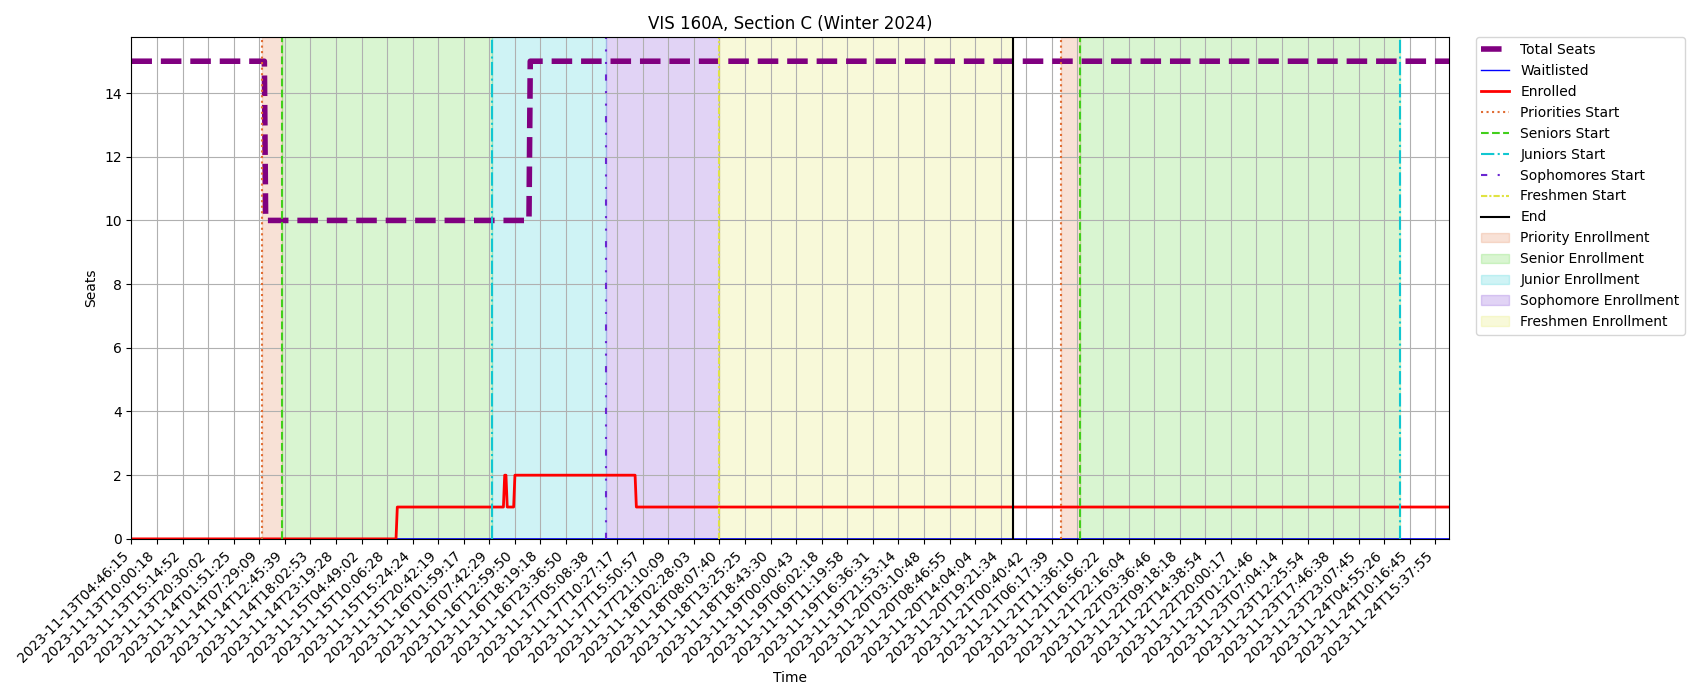 VIS 160A, Section C (Winter 2024)
Total Seats
Waitlisted
Enrolled
Priorities Start
Seniors Start
Juniors Start
Sophomores Start
Freshmen Start
End
Priority Enrollment
Senior Enrollment
Junior Enrollment
Sophomore Enrollment
Freshmen Enrollment
Seats
14
12
10
8
6
4
2
0
2023-11-13T04:46:15
2023-11-13T10:00:18
2023-11-13T15:14:52
2023-11-13T20:30:02
2023-11-14T01:51:25
2023-11-14T07:29:09
2023-11-14T12:45:39
2023-11-14T18:02:53
2023-11-14T23:19:28
2023-11-15T04:49:02
2023-11-15T10:06:28
2023-11-15T15:24:24
2023-11-15T20:42:19
2023-11-16T01:59:17
2023-11-16T07:42:29
2023-11-16T12:59:50
2023-11-16T18:19:18
2023-11-16T23:36:50
2023-11-17T05:08:38
2023-11-17T10:27:17
2023-11-17T15:50:57
2023-11-17T21:10:09
2023-11-18T02:28:03
2023-11-18T08:07:40
2023-11-18T13:25:25
2023-11-18T18:43:30
2023-11-19T00:00:43
2023-11-19T06:02:18
2023-11-19T11:19:58
2023-11-19T16:36:31
2023-11-19T21:53:14
2023-11-20T03:10:48
2023-11-20T08:46:55
2023-11-20T14:04:04
2023-11-20T19:21:34
2023-11-21T00:40:42
2023-11-21T06:17:39
2023-11-21T11:36:10
2023-11-21T16:56:22
2023-11-21T22:16:04
2023-11-22T03:36:46
2023-11-22T09:18:18
2023-11-22T14:38:54
2023-11-22T20:00:17
2023-11-23T01:21:46
2023-11-23T07:04:14
2023-11-23T12:25:54
2023-11-23T17:46:38
2023-11-23T23:07:45
2023-11-24T04:55:26
2023-11-24T10:16:45
2023-11-24T15:37:55
Time